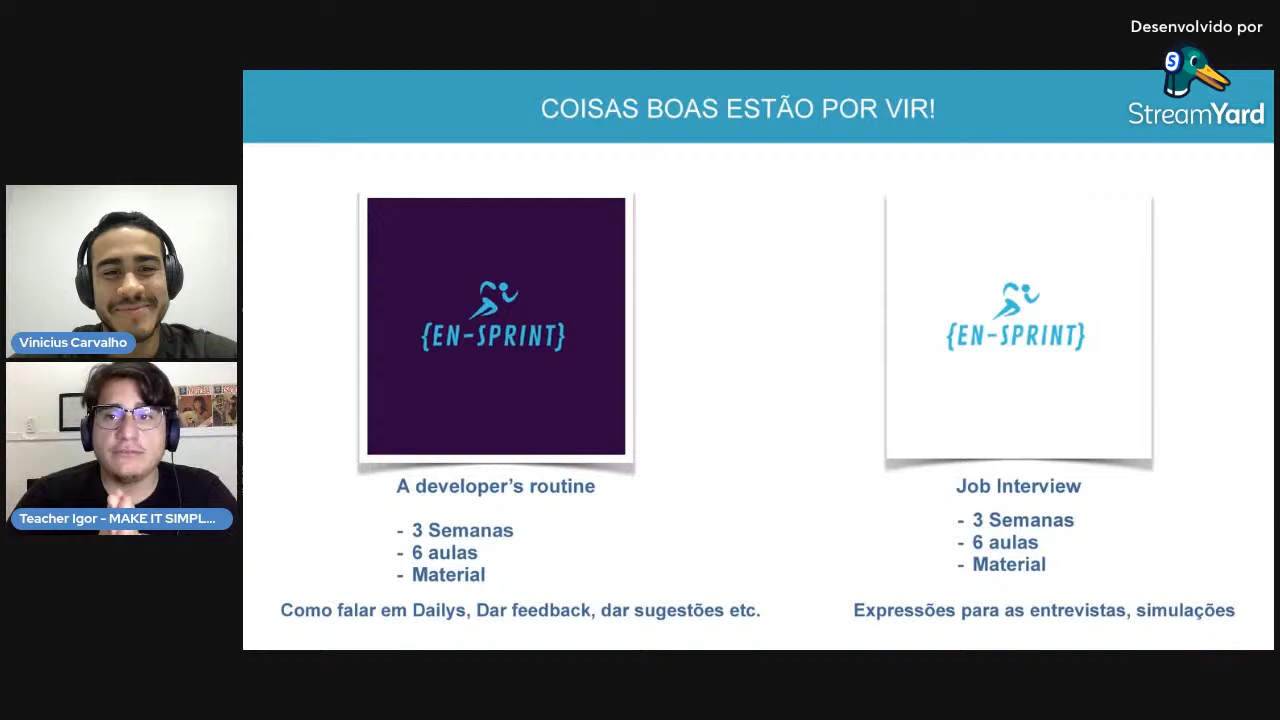 Desenvolvido por
StreamYard
COISAS BOAS ESTÃO POR VIR!
{EN-SPRINT}
A developer's routine
- 3 Semanas
- 6 aulas
- Material
Como falar em Dailys, Dar feedback, dar sugestões etc.
{EN-SPRINT}
Job Interview
- 3 Semanas
- 6 aulas
- Material
Expressões para as entrevistas, simulações
Vinicius Carvalho
Teacher Igor - MAKE IT SIMPL...